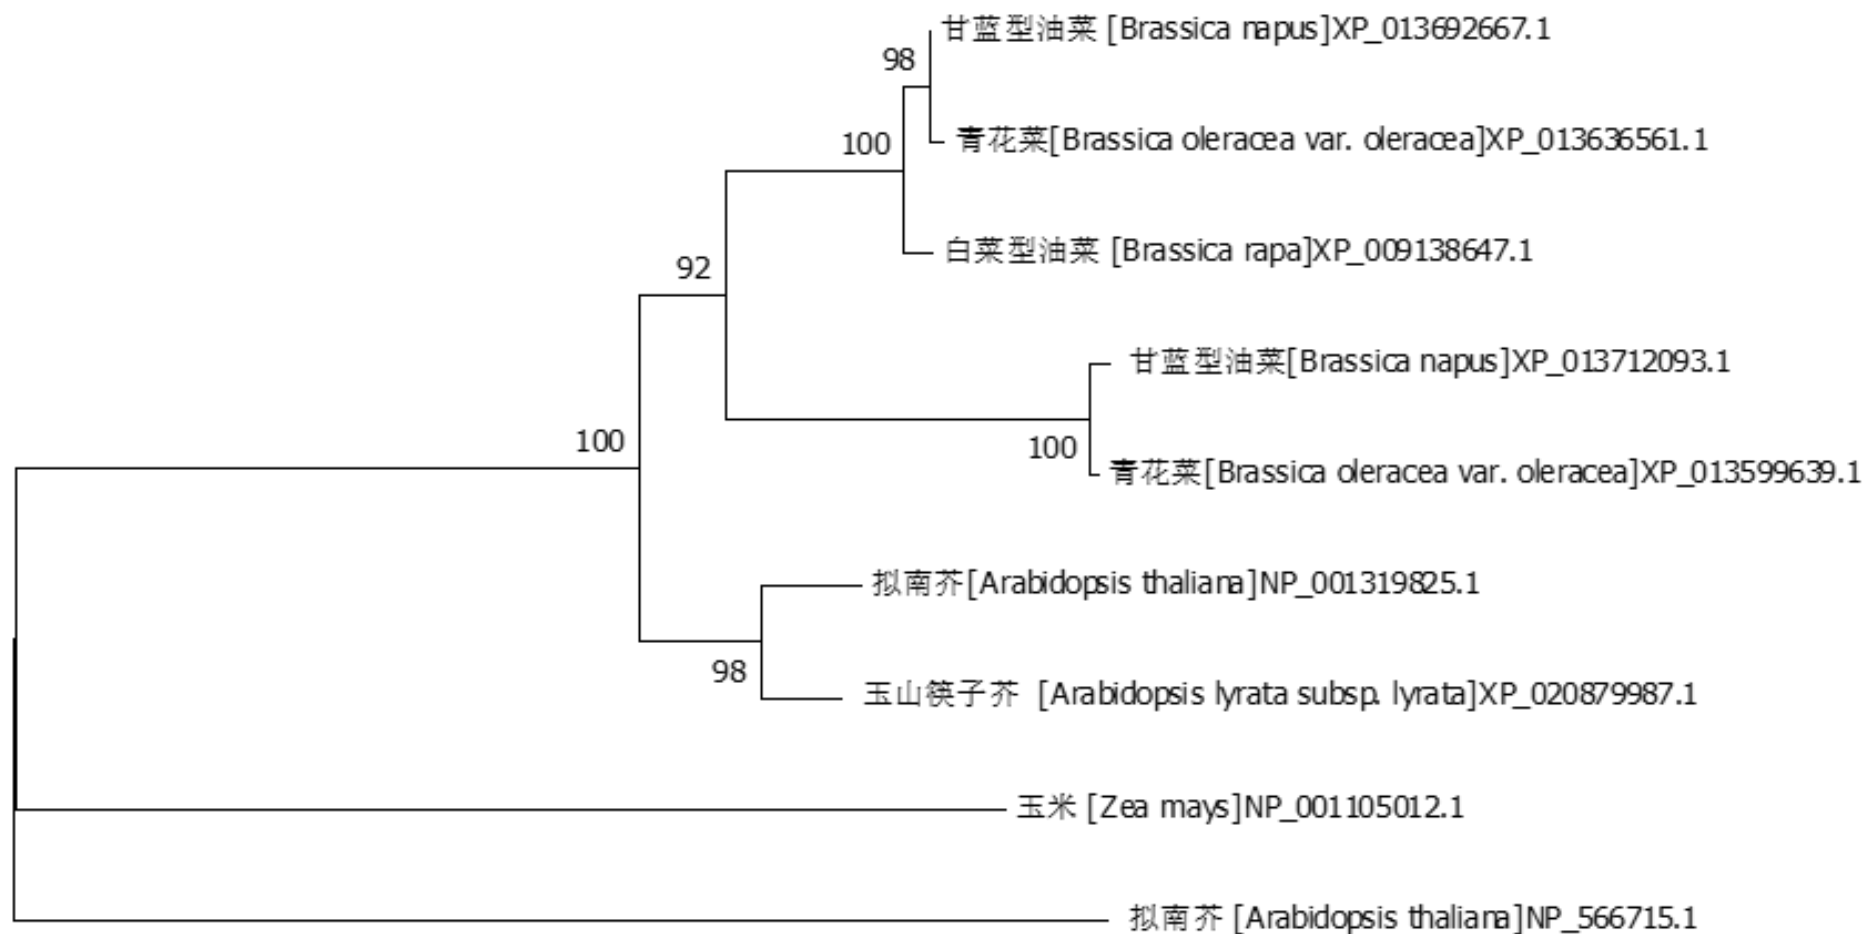 甘蓝型油菜 [Brassica napus]XP_013692667.1
98
青花菜[Brassica oleracea var. oleracea]XP_013636561.1
100
白菜型油菜 [Brassica rapa]XP_009138647.1
92
甘蓝型油菜[Brassica napus]XP_013712093.1
100
100
青花菜[Brassica oleracea var. oleracea]XP_013599639.1
拟南芥[Arabidopsis thaliana]NP_001319825.1
98
玉山筷子芥 [Arabidopsis lyrata subsp. lyrata]XP_020879987.1
玉米 [Zea mays]NP_001105012.1
拟南芥 [Arabidopsis thaliana]NP_566715.1